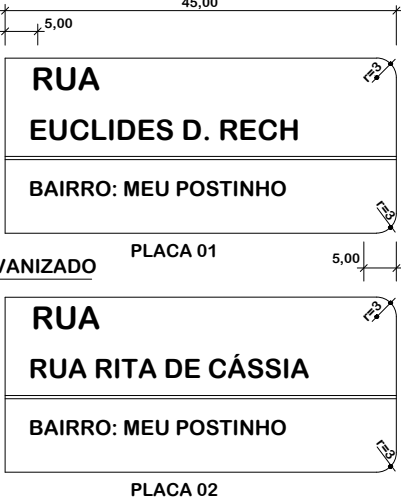 45,00
5,00
RUA
r=3
EUCLIDES D. RECH
BAIRRO: MEU POSTINHO
r=3
PLACA 01
VANIZADO
5,00
RUA
r=3
RUA RITA DE CÁSSIA
BAIRRO: MEU POSTINHO
r=3
PLACA 02